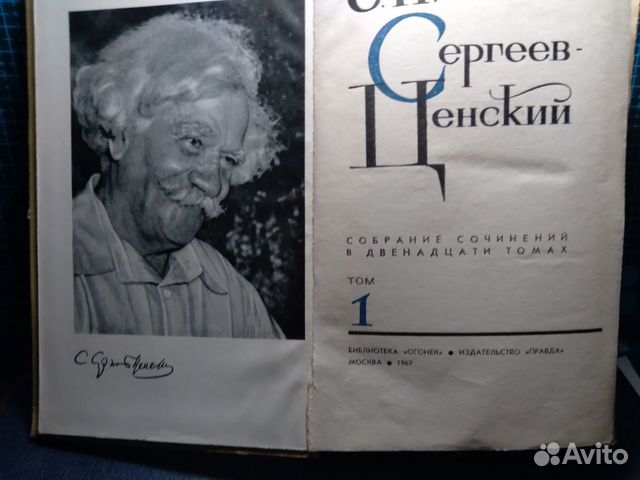 Сергеев-
Ценский
СОБРАНИЕ СОЧИНЕНИЙ
В ДВЕНАДЦАТИ ТОМАХ
ТОМ
1
БИБЛИОТЕКА «ОГОНЕК» • ИЗДАТЕЛЬСТВО «ПРАВДА»
МОСКВА • 1967
Avito